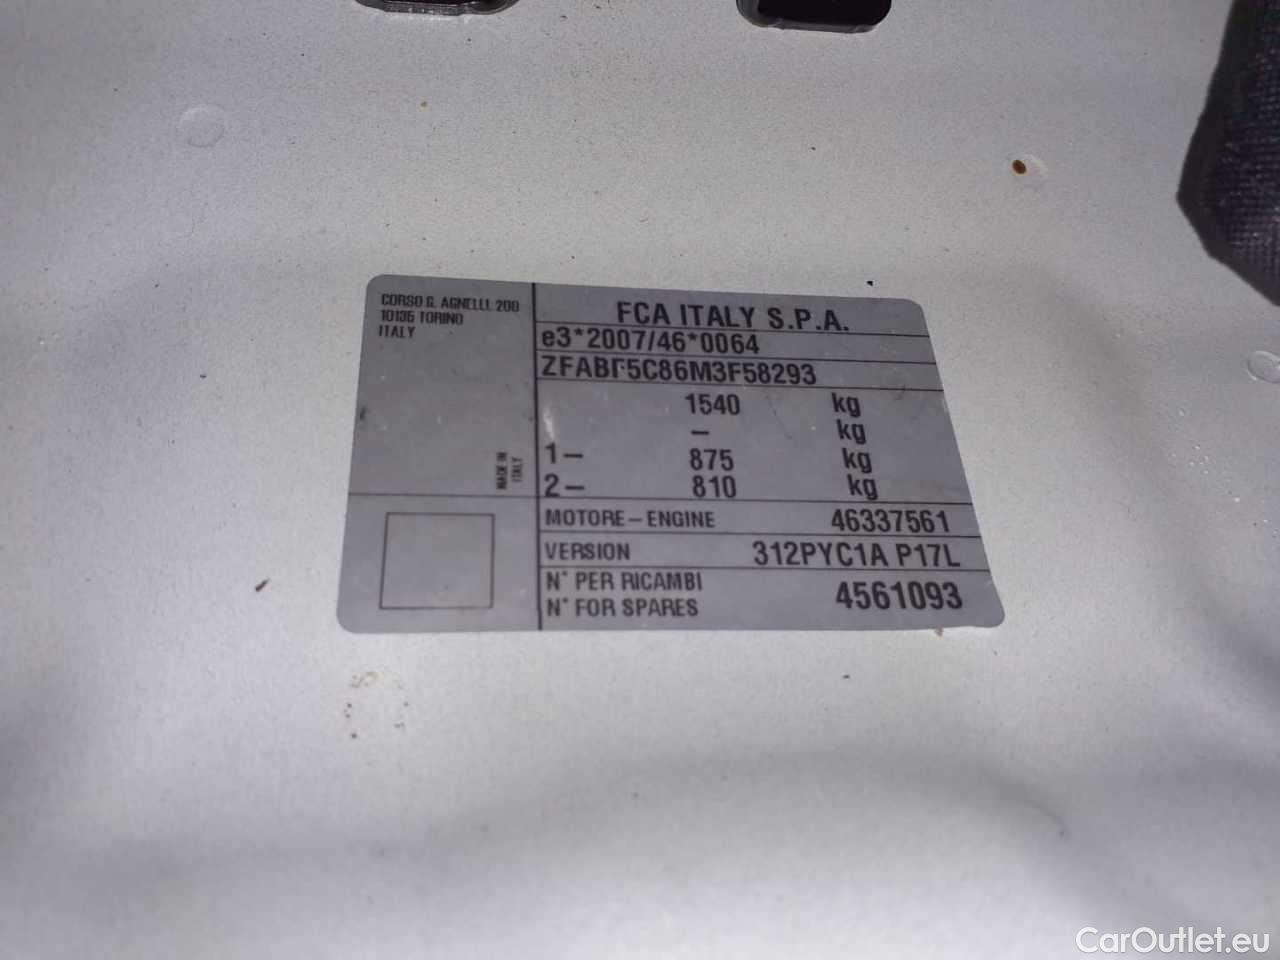 CORSO G. AGNELLI, 200
10135 TORINO
ITALY
MADE IN
ITALY
FCA ITALY S.P.A.
e3*2007/46*0064
ZFABF5C86M3F58293
1540 kg
– kg
1– 875 kg
2– 810 kg
MOTORE – ENGINE 46337561
VERSION 312PYC1A P17L
N° PER RICAMBI
N° FOR SPARES 4561093
CarOutlet.eu